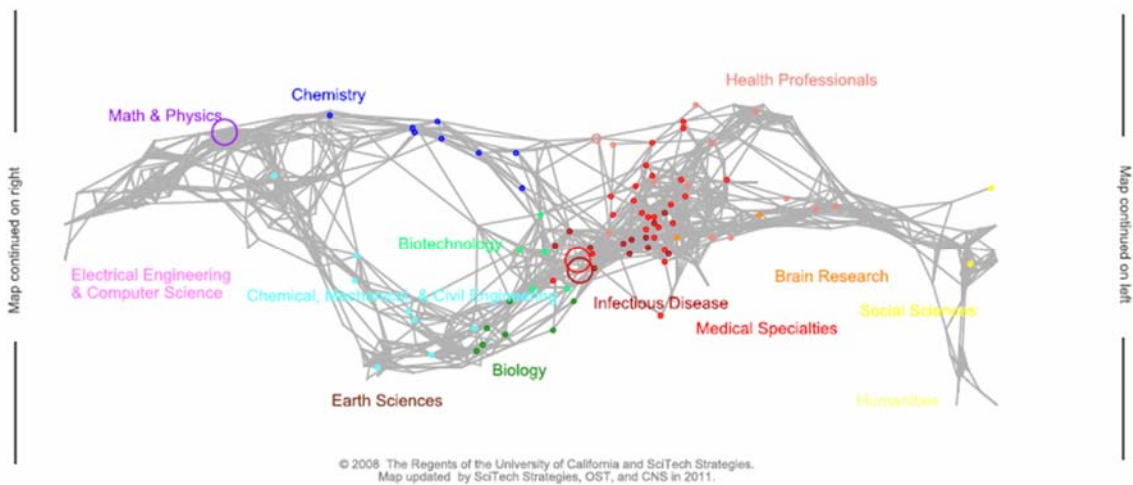 Health Professionals
Chemistry
Math & Physics
Map continued on right
Map continued on left
Biotechnology
Electrical Engineering
& Computer Science
Chemical, Mechanical, & Civil Engineering
Brain Research
Infectious Disease
Social Sciences
Medical Specialties
Biology
Earth Sciences
Humanities
© 2008 The Regents of the University of California and SciTech Strategies.
Map updated by SciTech Strategies, OST, and CNS in 2011.